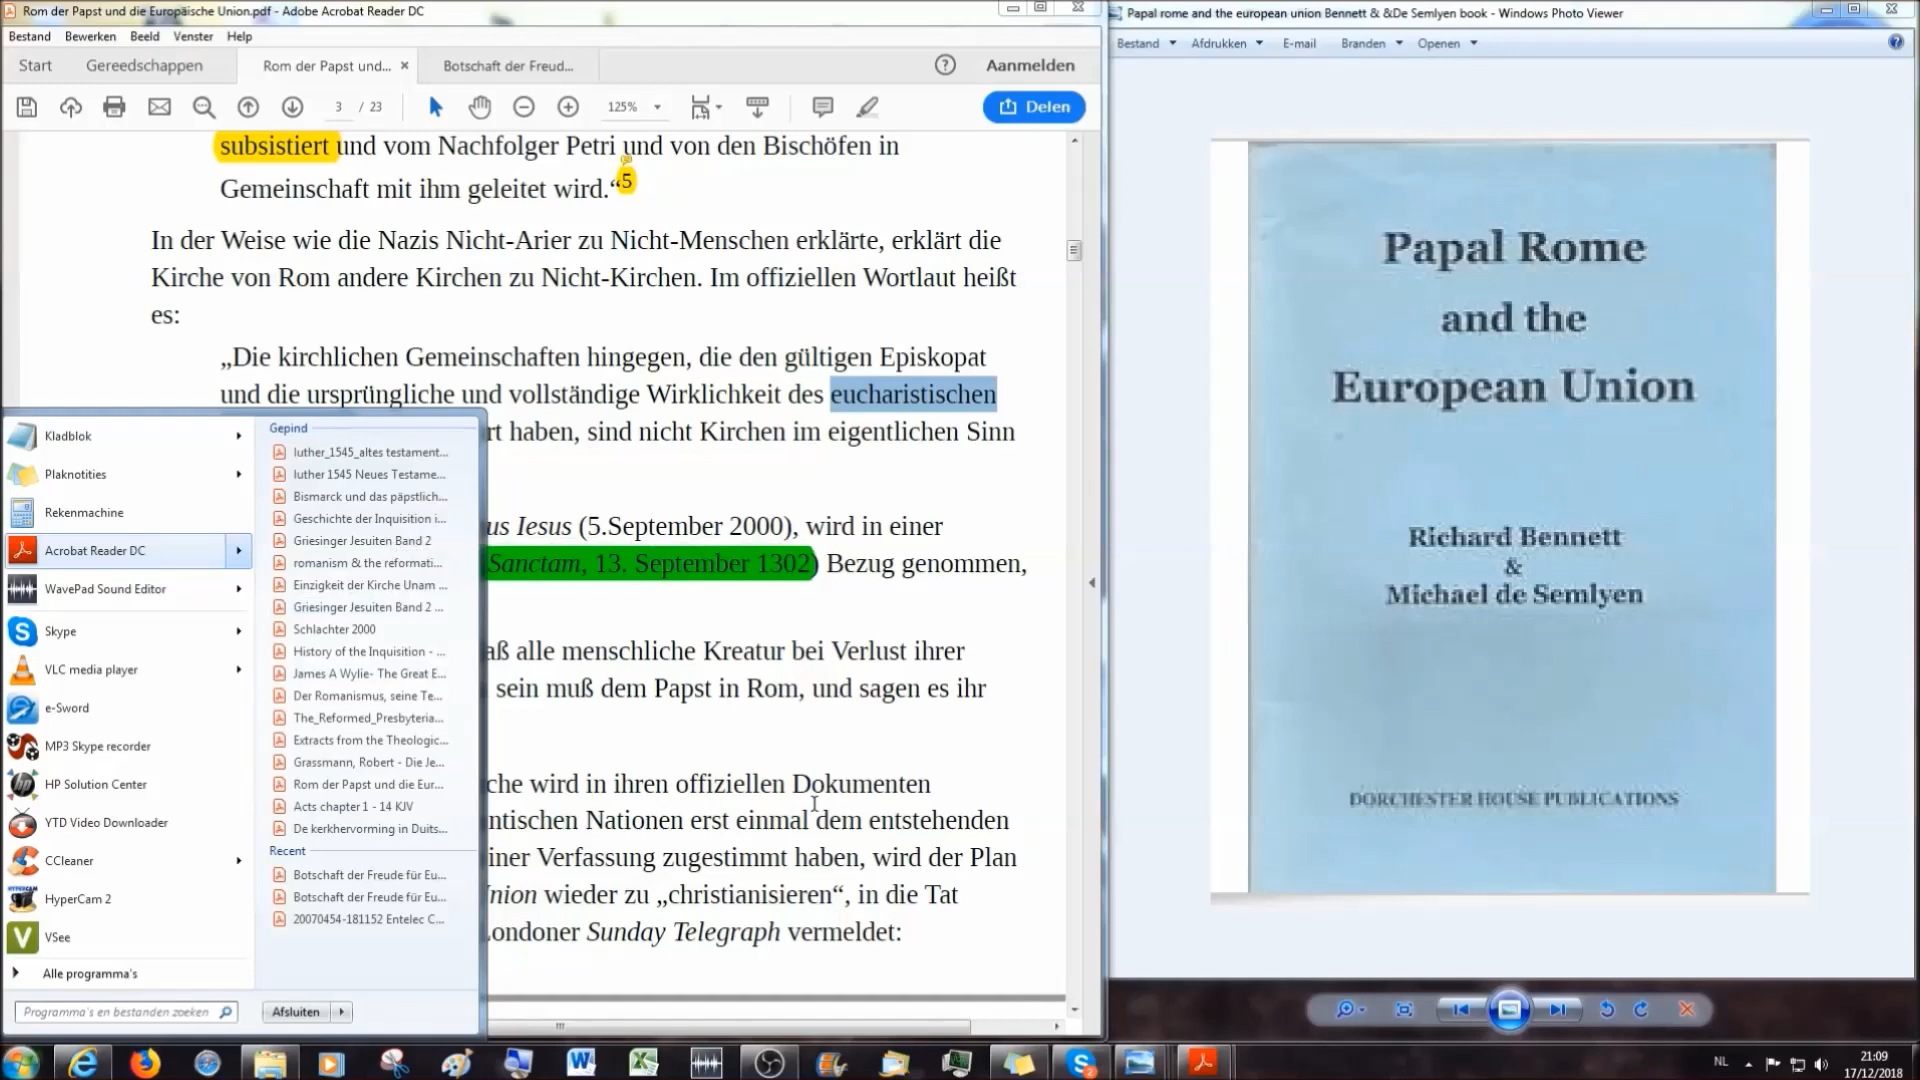 Rom der Papst und die Europäische Union.pdf - Adobe Acrobat Reader DC
Bestand Bewerken Beeld Venster Help
Start Gereedschappen Rom der Papst und... × Botschaft der Freud... Aanmelden
3 / 23 125% Delen
subsistiert und vom Nachfolger Petri und von den Bischöfen in
Gemeinschaft mit ihm geleitet wird.“5
In der Weise wie die Nazis Nicht-Arier zu Nicht-Menschen erklärte, erklärt die
Kirche von Rom andere Kirchen zu Nicht-Kirchen. Im offiziellen Wortlaut heißt
es:
„Die kirchlichen Gemeinschaften hingegen, die den gültigen Episkopat
und die ursprüngliche und vollständige Wirklichkeit des eucharistischen
rt haben, sind nicht Kirchen im eigentlichen Sinn
us Iesus (5.September 2000), wird in einer
Sanctam, 13. September 1302) Bezug genommen,
aß alle menschliche Kreatur bei Verlust ihrer
sein muß dem Papst in Rom, und sagen es ihr
che wird in ihren offiziellen Dokumenten
ntischen Nationen erst einmal dem entstehenden
iner Verfassung zugestimmt haben, wird der Plan
Union wieder zu „christianisieren“, in die Tat
Londoner Sunday Telegraph vermeldet:
Kladblok
Plaknotities
Rekenmachine
Acrobat Reader DC
WavePad Sound Editor
Skype
VLC media player
e-Sword
MP3 Skype recorder
HP Solution Center
YTD Video Downloader
CCleaner
HyperCam 2
VSee
Alle programma's
Programma's en bestanden zoeken
Afsluiten
Gepind
luther_1545_altes testament...
luther 1545 Neues Testame...
Bismarck und das päpstlich...
Geschichte der Inquisition i...
Griesinger Jesuiten Band 2
romanism & the reformati...
Einzigkeit der Kirche Unam ...
Griesinger Jesuiten Band 2 ...
Schlachter 2000
History of the Inquisition - ...
James A Wylie- The Great E...
Der Romanismus, seine Te...
The_Reformed_Presbyteria...
Extracts from the Theologic...
Grassmann, Robert - Die Je...
Rom der Papst und die Eur...
Acts chapter 1 - 14 KJV
De kerkhervorming in Duits...
Recent
Botschaft der Freude für Eu...
Botschaft der Freude für Eu...
20070454-181152 Entelec C...
Papal rome and the european union Bennett & &De Semlyen book - Windows Photo Viewer
Bestand Afdrukken E-mail Branden Openen
Papal Rome
and the
European Union
Richard Bennett
&
Michael de Semlyen
DORCHESTER HOUSE PUBLICATIONS
NL
21:09
17/12/2018